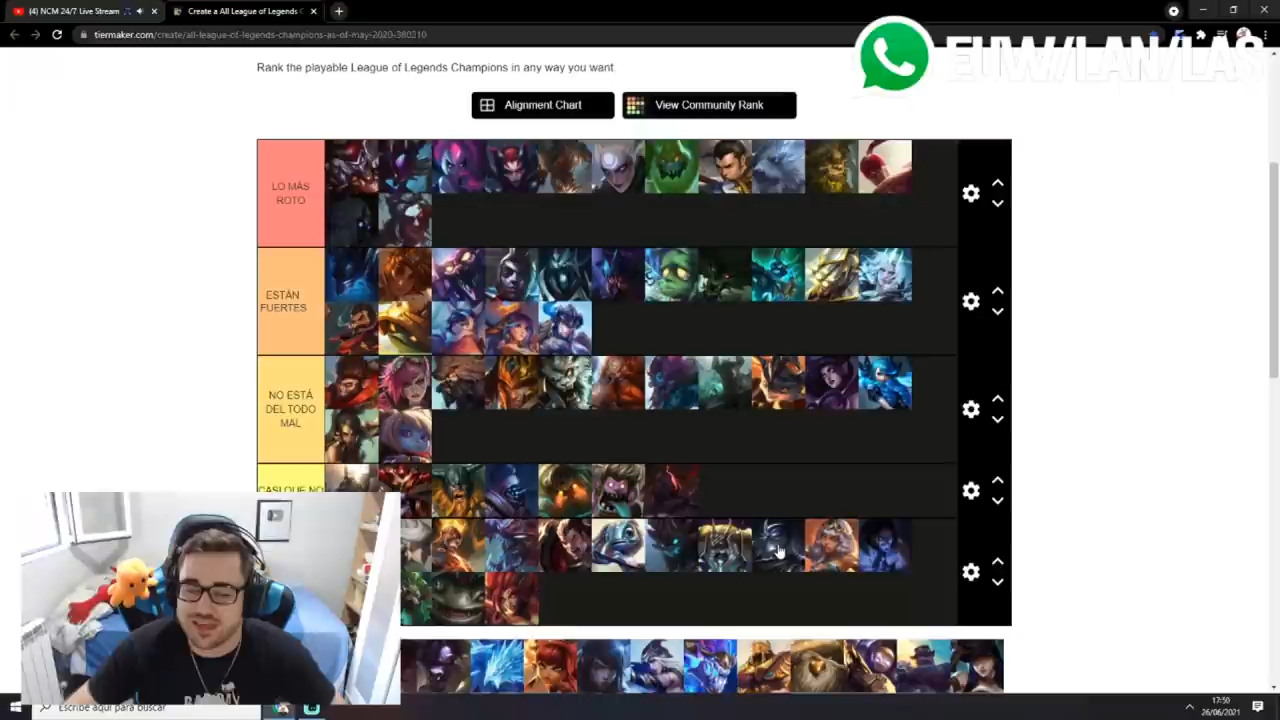 (4) NCM 24/7 Live Stream
Create a All League of Legends C
tiermaker.com/create/all-league-of-legends-champions-as-of-may-2020-380310
EUW//LAN/LAS
Rank the playable League of Legends Champions in any way you want.
Alignment Chart
View Community Rank
LO MÁS
ROTO
ESTÁN
FUERTES
NO ESTÁ
DEL TODO
MAL
CASI QUE NO
Escribe aquí para buscar
17:50
26/06/2021